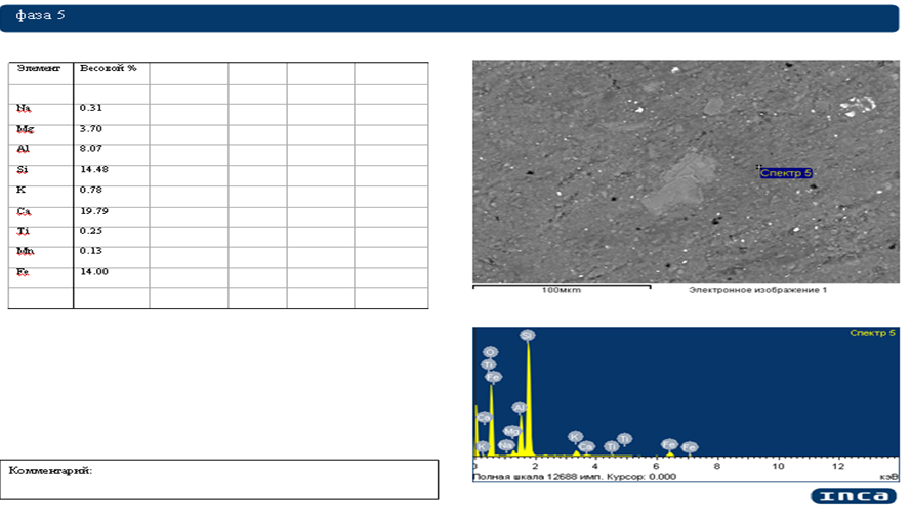 фаза 5
Элемент Весовой %
Na 0.31
Mg 3.70
Al 8.07
Si 14.48
K 0.78
Ca 19.79
Ti 0.25
Mn 0.13
Fe 14.00
Комментарий:
Спектр 5
100мкm Электронное изображение 1
Спектр 5
Si
O
Ti
Fe
Ca
Al
Mg
K
Na
K
Ca
Ti
Ti
Fe
Fe
0 2 4 6 8 10 12
Полная шкала 12688 имп. Курсор: 0.000 кэВ
INCA